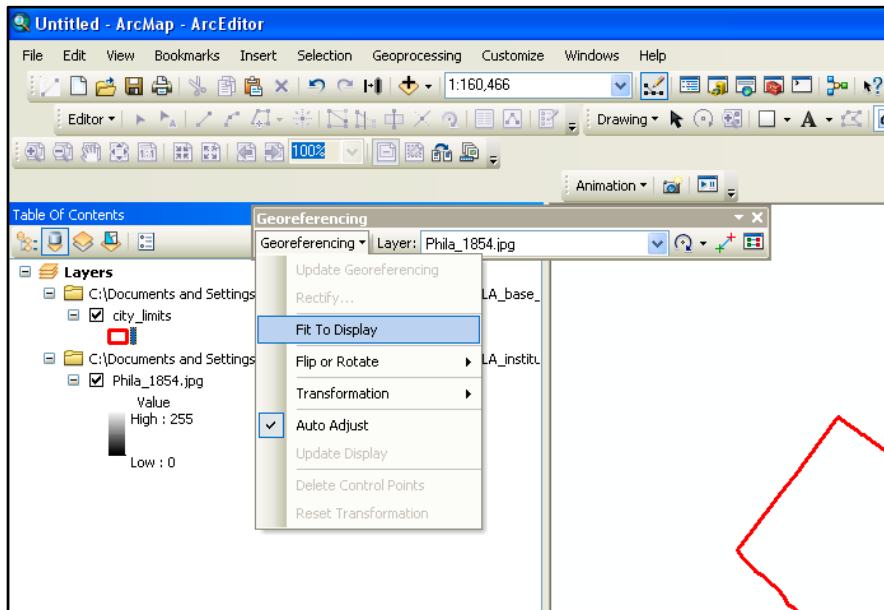 Untitled - ArcMap - ArcEditor
File Edit View Bookmarks Insert Selection Geoprocessing Customize Windows Help
1:160,466
Editor Drawing A
1:1 100%
Animation
Table Of Contents
Georeferencing
Georeferencing Layer: Phila_1854.jpg
Layers
Update Georeferencing
C:\Documents and Settings LA_base_
Rectify...
city_limits
Fit To Display
C:\Documents and Settings LA_institu
Flip or Rotate
Phila_1854.jpg
Transformation
Value
High : 255
Auto Adjust
Update Display
Low : 0
Delete Control Points
Reset Transformation